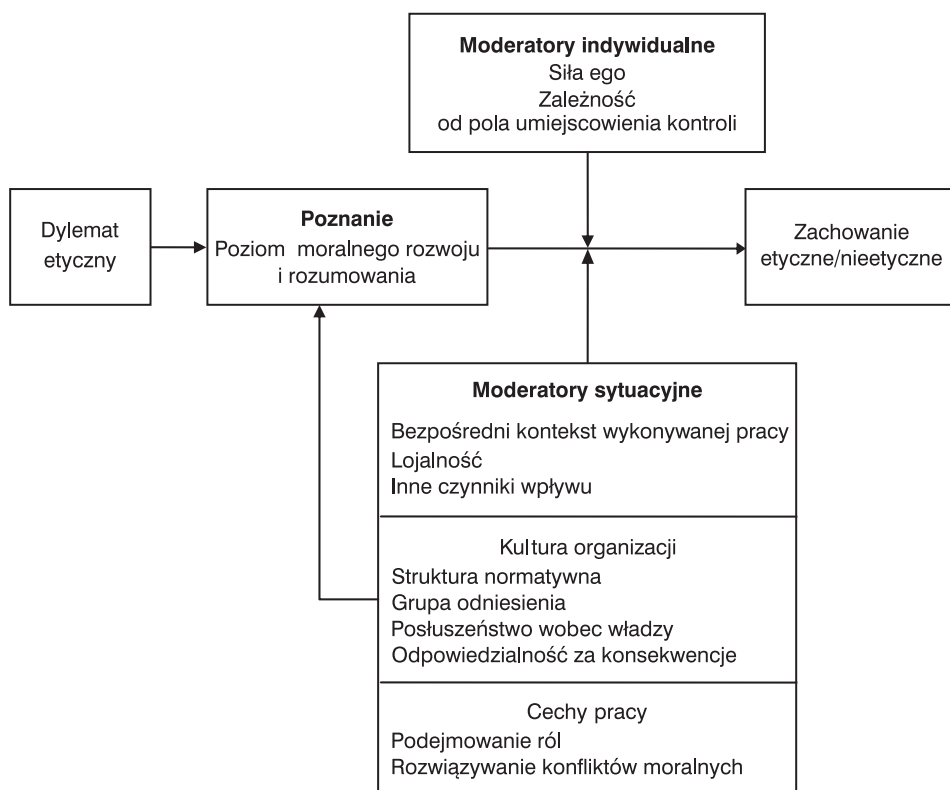 Moderatory indywidualne
Siła ego
Zależność
od pola umiejscowienia kontroli
Dylemat
etyczny
Poznanie
Poziom moralnego rozwoju
i rozumowania
Zachowanie
etyczne/nieetyczne
Moderatory sytuacyjne
Bezpośredni kontekst wykonywanej pracy
Lojalność
Inne czynniki wpływu
Kultura organizacji
Struktura normatywna
Grupa odniesienia
Posłuszeństwo wobec władzy
Odpowiedzialność za konsekwencje
Cechy pracy
Podejmowanie ról
Rozwiązywanie konfliktów moralnych